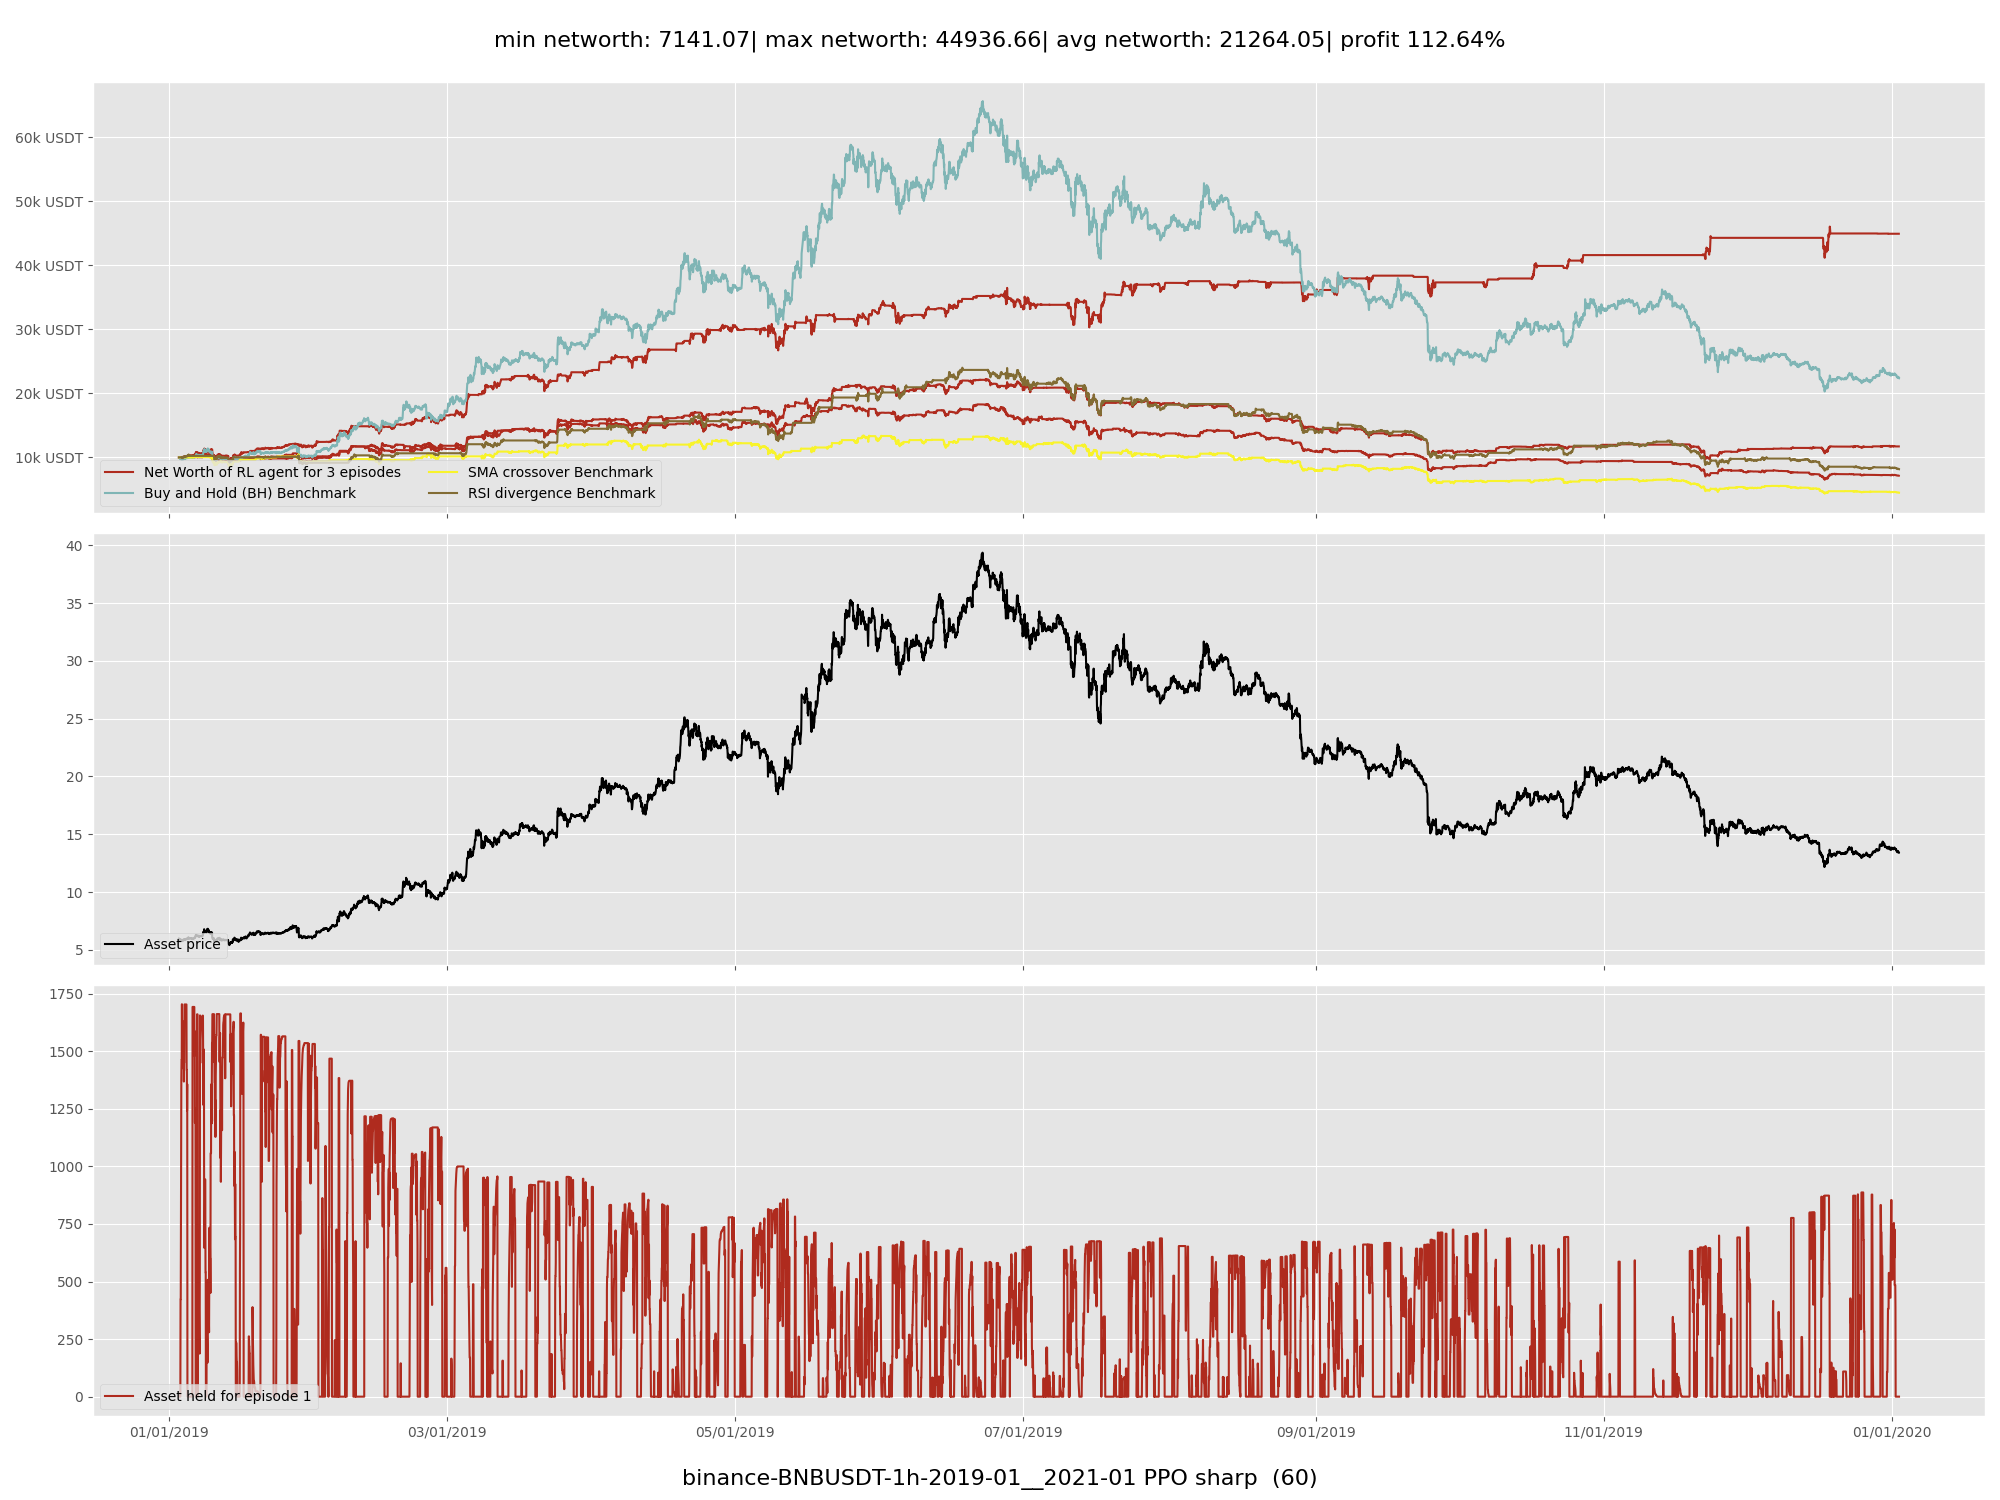 min networth: 7141.07| max networth: 44936.66| avg networth: 21264.05| profit 112.64%
60k USDT
50k USDT
40k USDT
30k USDT
20k USDT
10k USDT
Net Worth of RL agent for 3 episodes
Buy and Hold (BH) Benchmark
SMA crossover Benchmark
RSI divergence Benchmark
40
35
30
25
20
15
10
5
Asset price
1750
1500
1250
1000
750
500
250
0
Asset held for episode 1
01/01/2019 03/01/2019 05/01/2019 07/01/2019 09/01/2019 11/01/2019 01/01/2020
binance-BNBUSDT-1h-2019-01__2021-01 PPO sharp (60)